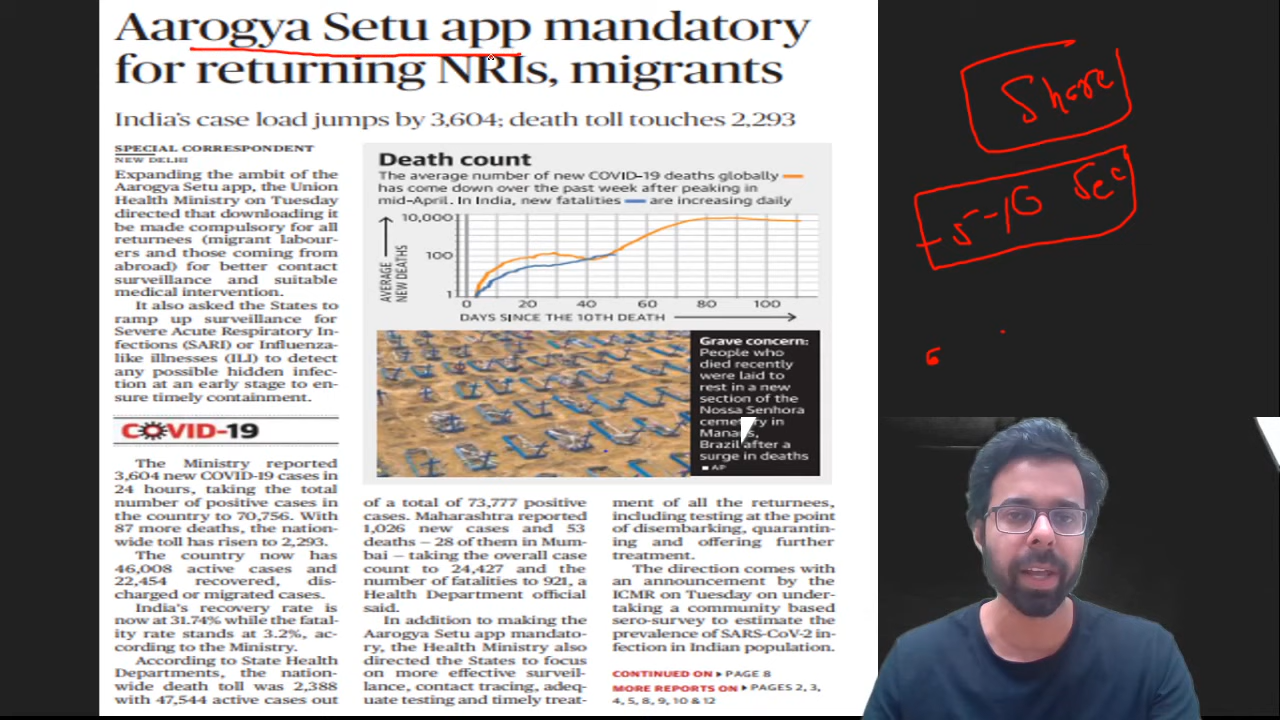 Aarogya Setu app mandatory
for returning NRIs, migrants
India's case load jumps by 3,604; death toll touches 2,293
SPECIAL CORRESPONDENT
NEW DELHI
Expanding the ambit of the
Aarogya Setu app, the Union
Health Ministry on Tuesday
directed that downloading it
be made compulsory for all
returnees (migrant labour-
ers and those coming from
abroad) for better contact
surveillance and suitable
medical intervention.
It also asked the States to
ramp up surveillance for
Severe Acute Respiratory In-
fections (SARI) or Influenza-
like illnesses (ILI) to detect
any possible hidden infec-
tion at an early stage to en-
sure timely containment.
COVID-19
The Ministry reported
3,604 new COVID-19 cases in
24 hours, taking the total
number of positive cases in
the country to 70,756. With
87 more deaths, the nation-
wide toll has risen to 2,293.
The country now has
46,008 active cases and
22,454 recovered, dis-
charged or migrated cases.
India's recovery rate is
now at 31.74% while the fatal-
ity rate stands at 3.2%, ac-
cording to the Ministry.
According to State Health
Departments, the nation-
wide death toll was 2,388
with 47,544 active cases out
Death count
The average number of new COVID-19 deaths globally
has come down over the past week after peaking in
mid-April. In India, new fatalities are increasing daily
10,000
100
1
AVERAGE
NEW DEATHS
0 20 40 60 80 100
DAYS SINCE THE 10TH DEATH
Grave concern:
People who
died recently
were laid to
rest in a new
section of the
Nossa Senhora
cemetery in
Manaus,
Brazil after a
surge in deaths
AP
of a total of 73,777 positive
cases. Maharashtra reported
1,026 new cases and 53
deaths – 28 of them in Mum-
bai – taking the overall case
count to 24,427 and the
number of fatalities to 921, a
Health Department official
said.
In addition to making the
Aarogya Setu app mandato-
ry, the Health Ministry also
directed the States to focus
on more effective surveil-
lance, contact tracing, adeq-
uate testing and timely treat-
ment of all the returnees,
including testing at the point
of disembarking, quarantin-
ing and offering further
treatment.
The direction comes with
an announcement by the
ICMR on Tuesday on under-
taking a community based
sero-survey to estimate the
prevalence of SARS-CoV-2 in-
fection in Indian population.
CONTINUED ON PAGE 8
MORE REPORTS ON PAGES 2, 3,
4, 5, 8, 9, 10 & 12
Share
5-10 Sec